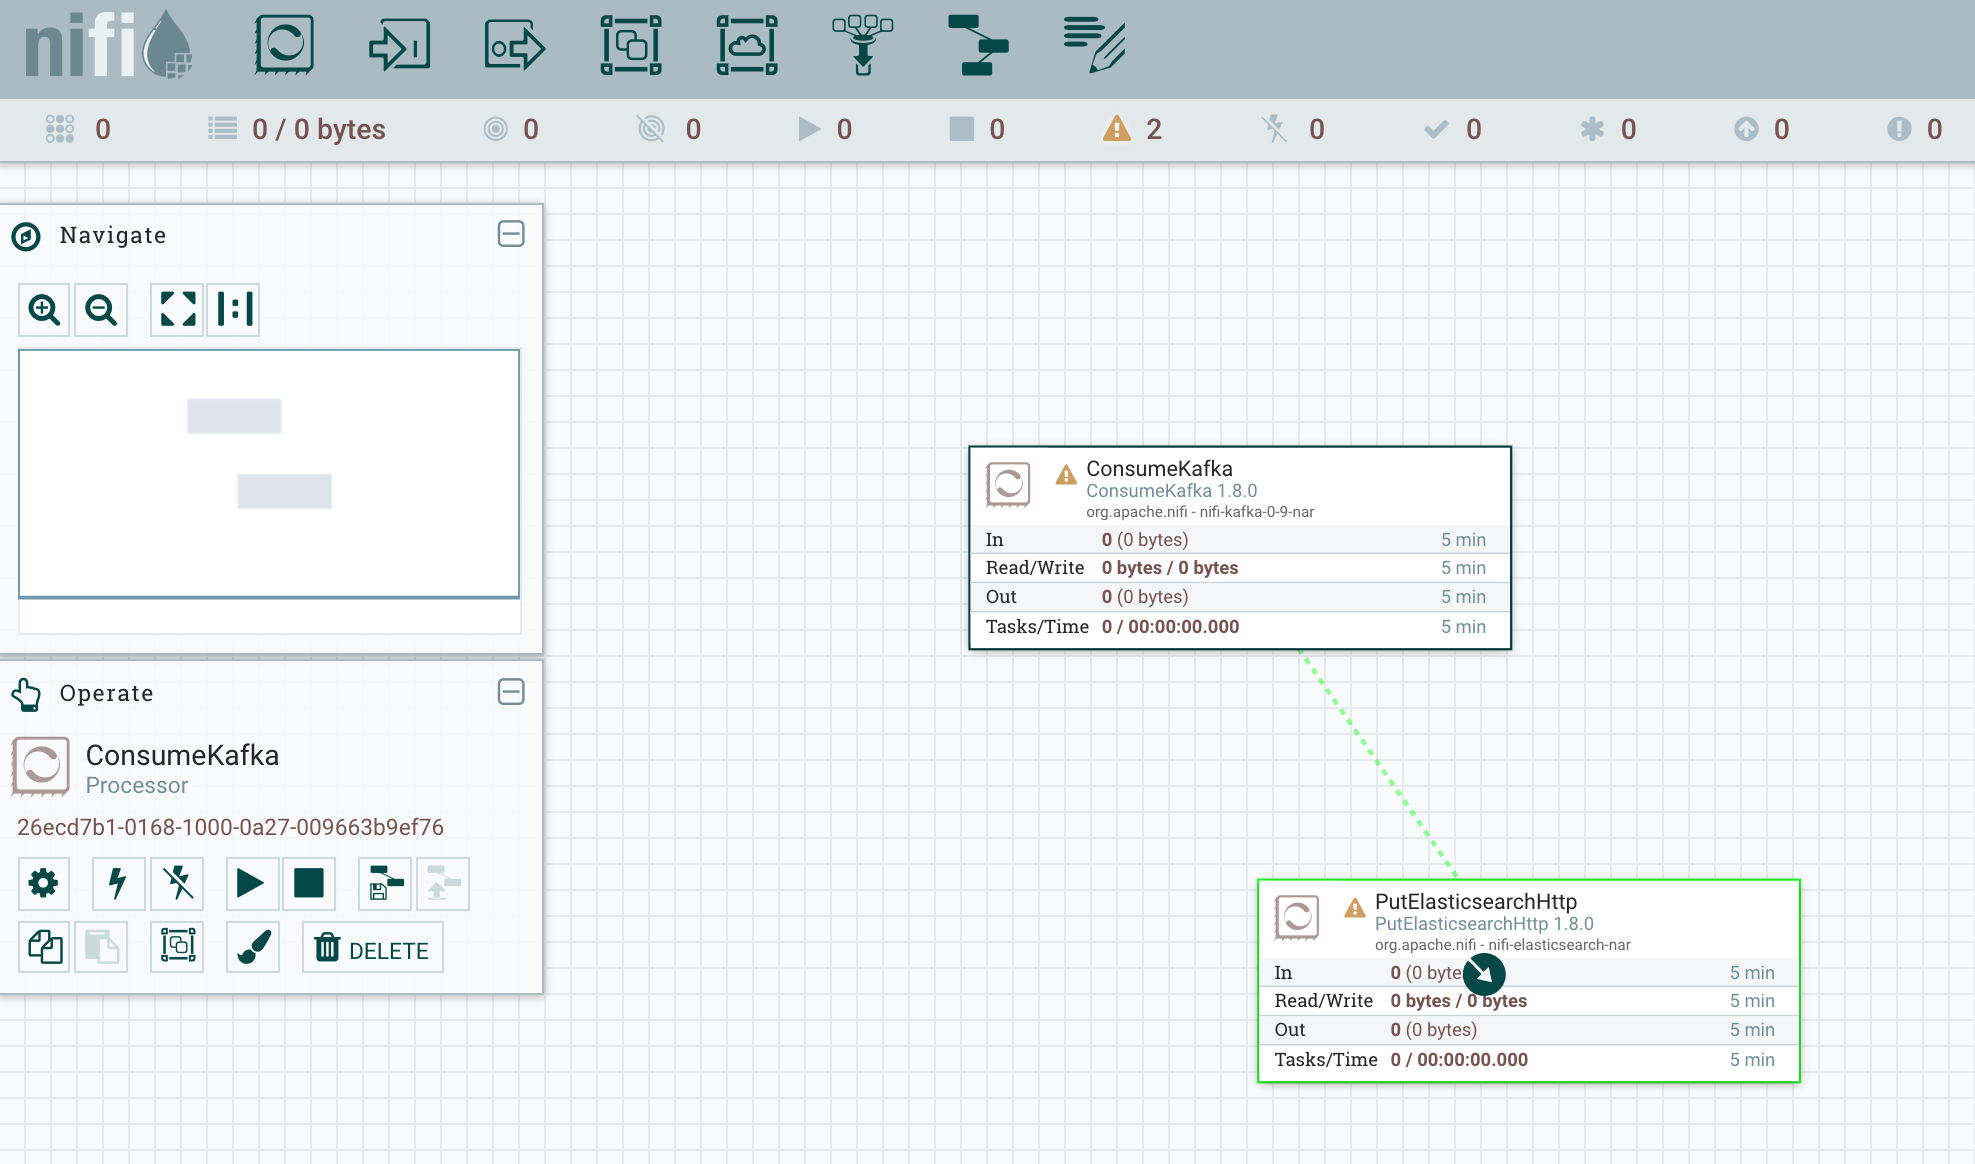 nifi
0 0 / 0 bytes 0 0 0 0 2 0 0 0 0 0
Navigate
Operate
ConsumeKafka
Processor
26ecd7b1-0168-1000-0a27-009663b9ef76
DELETE
ConsumeKafka
ConsumeKafka 1.8.0
org.apache.nifi - nifi-kafka-0-9-nar
In 0 (0 bytes) 5 min
Read/Write 0 bytes / 0 bytes 5 min
Out 0 (0 bytes) 5 min
Tasks/Time 0 / 00:00:00.000 5 min
PutElasticsearchHttp
PutElasticsearchHttp 1.8.0
org.apache.nifi - nifi-elasticsearch-nar
In 0 (0 byte 5 min
Read/Write 0 bytes / 0 bytes 5 min
Out 0 (0 bytes) 5 min
Tasks/Time 0 / 00:00:00.000 5 min